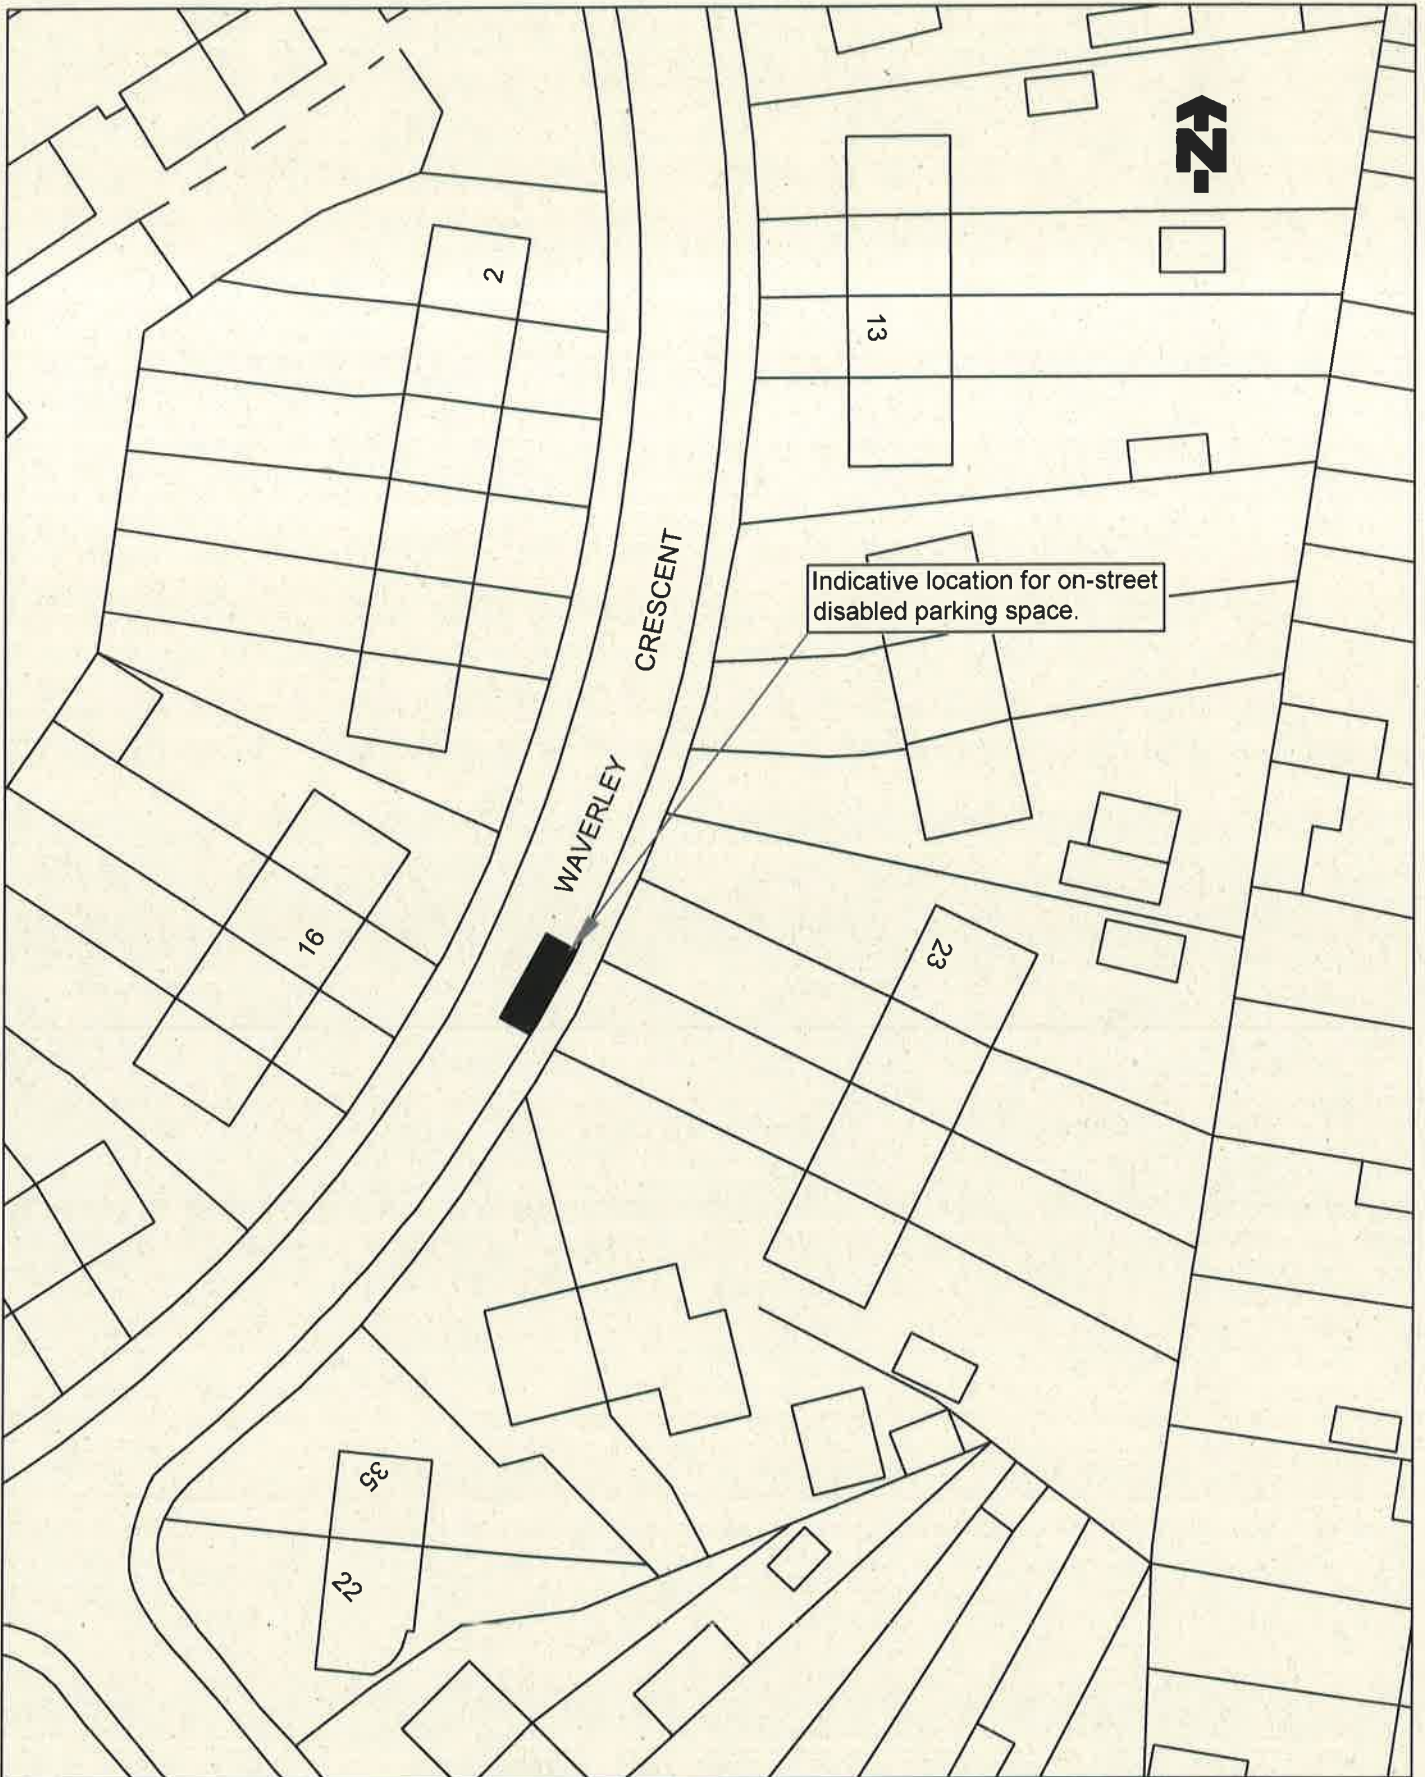 N
2
13
CRESCENT
Indicative location for on-street
disabled parking space.
WAVERLEY
16
23
35
22